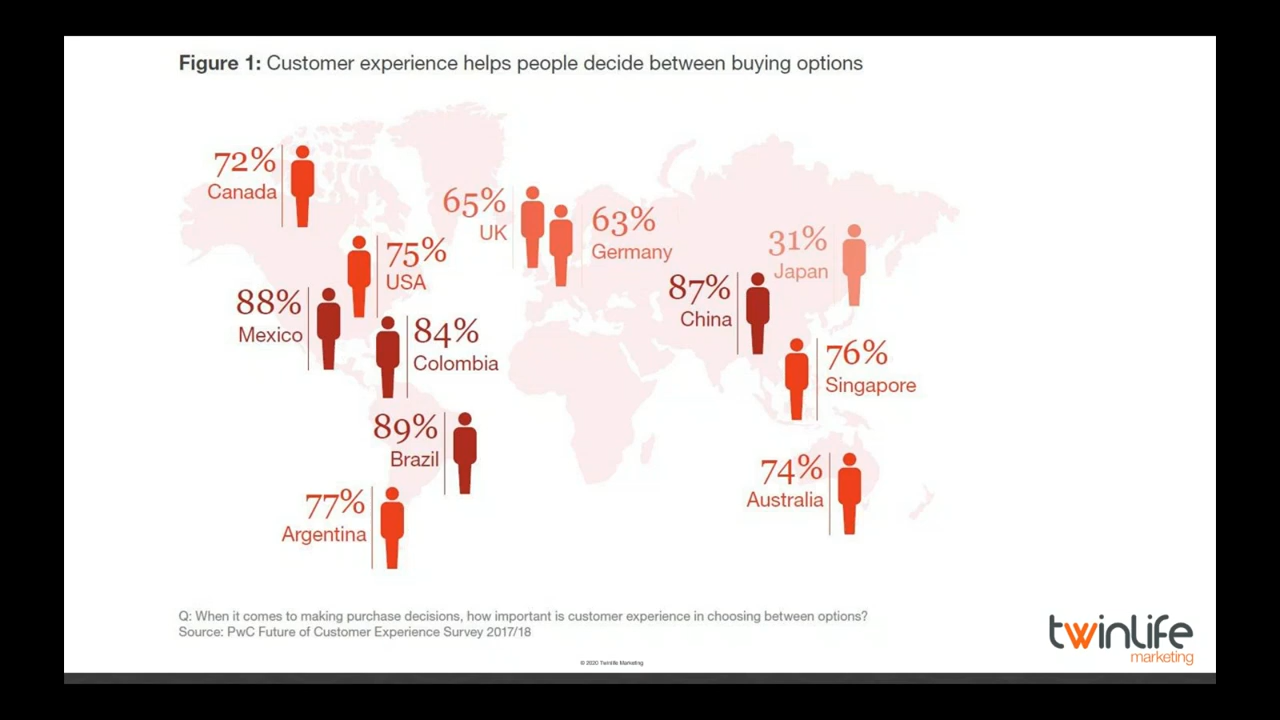 Figure 1: Customer experience helps people decide between buying options
72%
Canada
65%
UK
63%
Germany
75%
USA
31%
Japan
88%
Mexico
87%
China
84%
Colombia
76%
Singapore
89%
Brazil
74%
Australia
77%
Argentina
Q: When it comes to making purchase decisions, how important is customer experience in choosing between options?
Source: PwC Future of Customer Experience Survey 2017/18
© 2020 Twinlife Marketing
twinlife
marketing